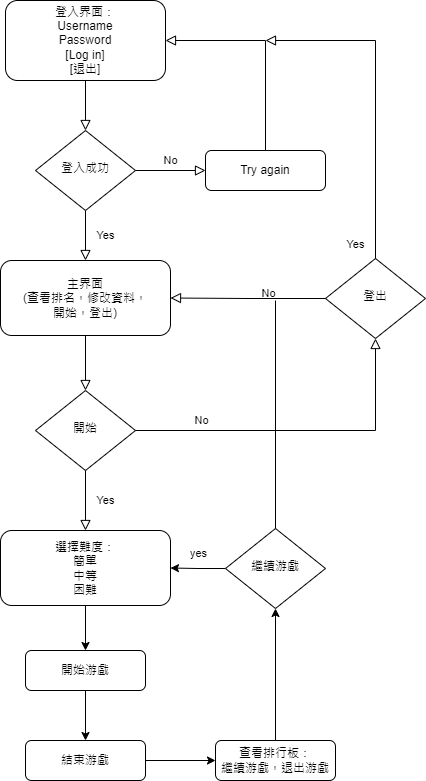 登入界面：
Username
Password
[Log in]
[退出]
登入成功
No
Try again
Yes
主界面
(查看排名，修改資料，
開始，登出)
No
Yes
登出
開始
No
Yes
選擇難度：
簡單
中等
困難
yes
繼續游戲
開始游戲
結束游戲
查看排行板：
繼續游戲，退出游戲